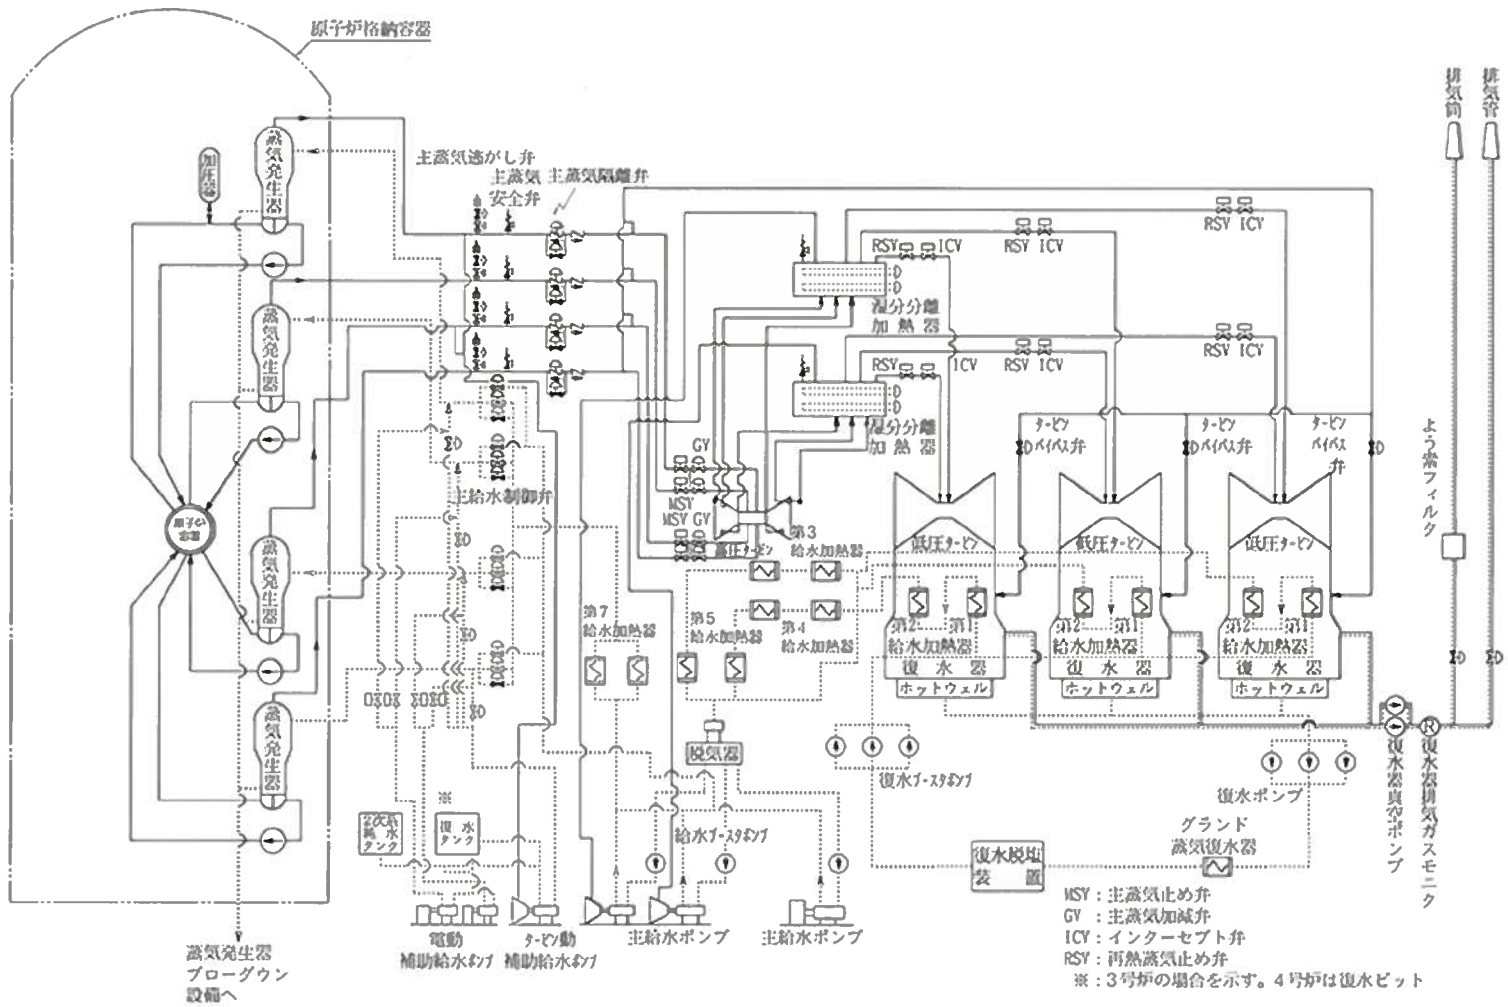 原子炉格納容器
排気筒
排気管
蒸気発生器
加圧器
主蒸気逃がし弁
主蒸気
安全弁
主蒸気隔離弁
RSV ICV
RSV ICV
RSV ICV
湿分分離
加熱器
蒸気発生器
RSV ICV
RSV ICV
RSV ICV
湿分分離
加熱器
タービン
バイパス弁
タービン
バイパス弁
タービン
バイパス
弁
よう素フィルタ
GV
MSV
MSV GV
主給水制御弁
原子炉
容器
高圧タービン
第3
給水加熱器
低圧タービン
低圧タービン
低圧タービン
蒸気発生器
第7
給水加熱器
第5
給水加熱器
第4
給水加熱器
第2 第1
給水加熱器
復水器
ホットウェル
第2 第1
給水加熱器
復水器
ホットウェル
第2 第1
給水加熱器
復水器
ホットウェル
蒸気発生器
脱気器
復水ブースタポンプ
復水ポンプ
R
復水器真空ポンプ
復水器排気ガスモニタ
2次系
純水
タンク
※
復水
タンク
給水ブースタポンプ
グランド
蒸気復水器
復水脱塩
装置
電動
補助給水ポンプ
タービン動
補助給水ポンプ
主給水ポンプ
主給水ポンプ
蒸気発生器
ブローダウン
設備へ
MSV：主蒸気止め弁
GV：主蒸気加減弁
ICV：インターセプト弁
RSV：再熱蒸気止め弁
※：3号炉の場合を示す。4号炉は復水ピット